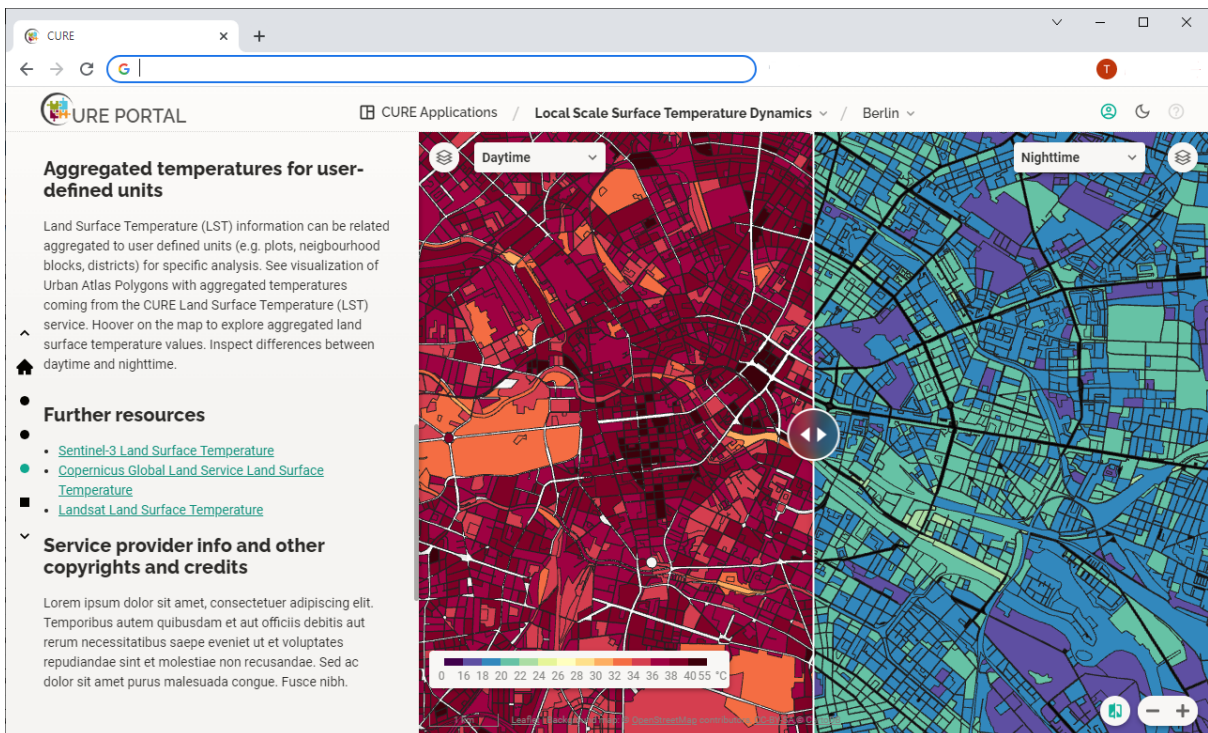 CURE
T
CURE PORTAL
CURE Applications / Local Scale Surface Temperature Dynamics / Berlin
Aggregated temperatures for user-
defined units
Land Surface Temperature (LST) information can be related
aggregated to user defined units (e.g. plots, neigbourhood
blocks, districts) for specific analysis. See visualization of
Urban Atlas Polygons with aggregated temperatures
coming from the CURE Land Surface Temperature (LST)
service. Hoover on the map to explore aggregated land
surface temperature values. Inspect differences between
daytime and nighttime.
Further resources
• Sentinel-3 Land Surface Temperature
• Copernicus Global Land Service Land Surface
Temperature
• Landsat Land Surface Temperature
Service provider info and other
copyrights and credits
Lorem ipsum dolor sit amet, consectetuer adipiscing elit.
Temporibus autem quibusdam et aut officiis debitis aut
rerum necessitatibus saepe eveniet ut et voluptates
repudiandae sint et molestiae non recusandae. Sed ac
dolor sit amet purus malesuada congue. Fusce nibh.
Daytime
Nighttime
0 16 18 20 22 24 26 28 30 32 34 36 38 40 55 °C
1 km
Leaflet background map: © OpenStreetMap contributors, CC-BY-SA ©